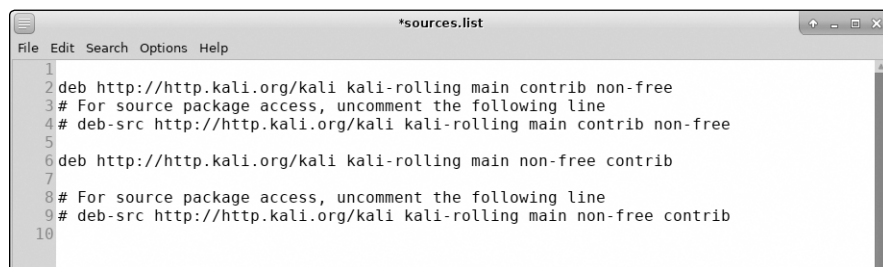 *sources.list
File Edit Search Options Help
1
2 deb http://http.kali.org/kali kali-rolling main contrib non-free
3 # For source package access, uncomment the following line
4 # deb-src http://http.kali.org/kali kali-rolling main contrib non-free
5
6 deb http://http.kali.org/kali kali-rolling main non-free contrib
7
8 # For source package access, uncomment the following line
9 # deb-src http://http.kali.org/kali kali-rolling main non-free contrib
10